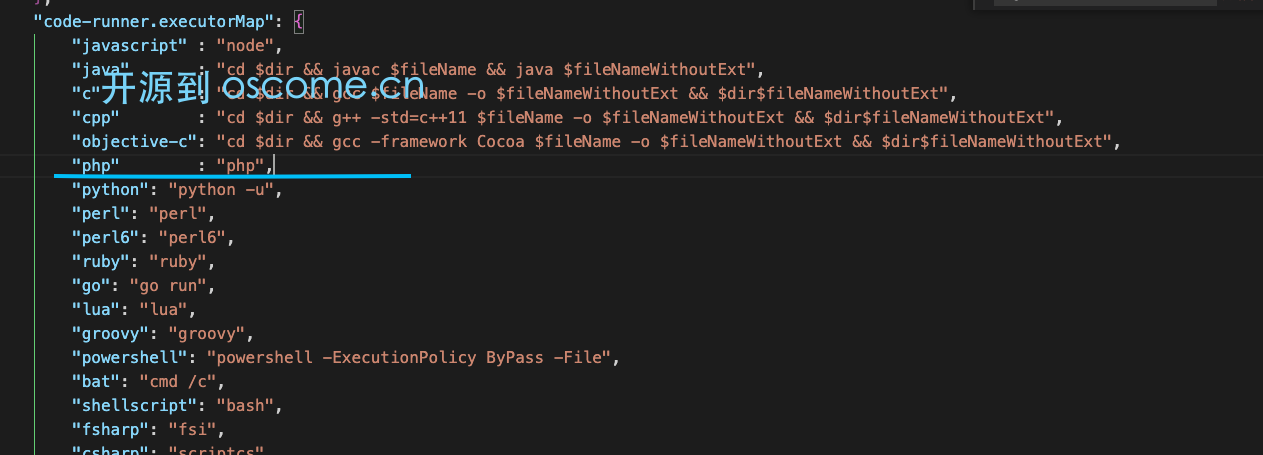 },
"code-runner.executorMap": {
"javascript" : "node",
"java" : "cd $dir && javac $fileName && java $fileNameWithoutExt",
开源到 oscome.cn
"c" : "cd $dir && gcc $fileName -o $fileNameWithoutExt && $dir$fileNameWithoutExt",
"cpp" : "cd $dir && g++ -std=c++11 $fileName -o $fileNameWithoutExt && $dir$fileNameWithoutExt",
"objective-c": "cd $dir && gcc -framework Cocoa $fileName -o $fileNameWithoutExt && $dir$fileNameWithoutExt",
"php" : "php",
"python": "python -u",
"perl": "perl",
"perl6": "perl6",
"ruby": "ruby",
"go": "go run",
"lua": "lua",
"groovy": "groovy",
"powershell": "powershell -ExecutionPolicy ByPass -File",
"bat": "cmd /c",
"shellscript": "bash",
"fsharp": "fsi",
"csharp": "scriptcs"